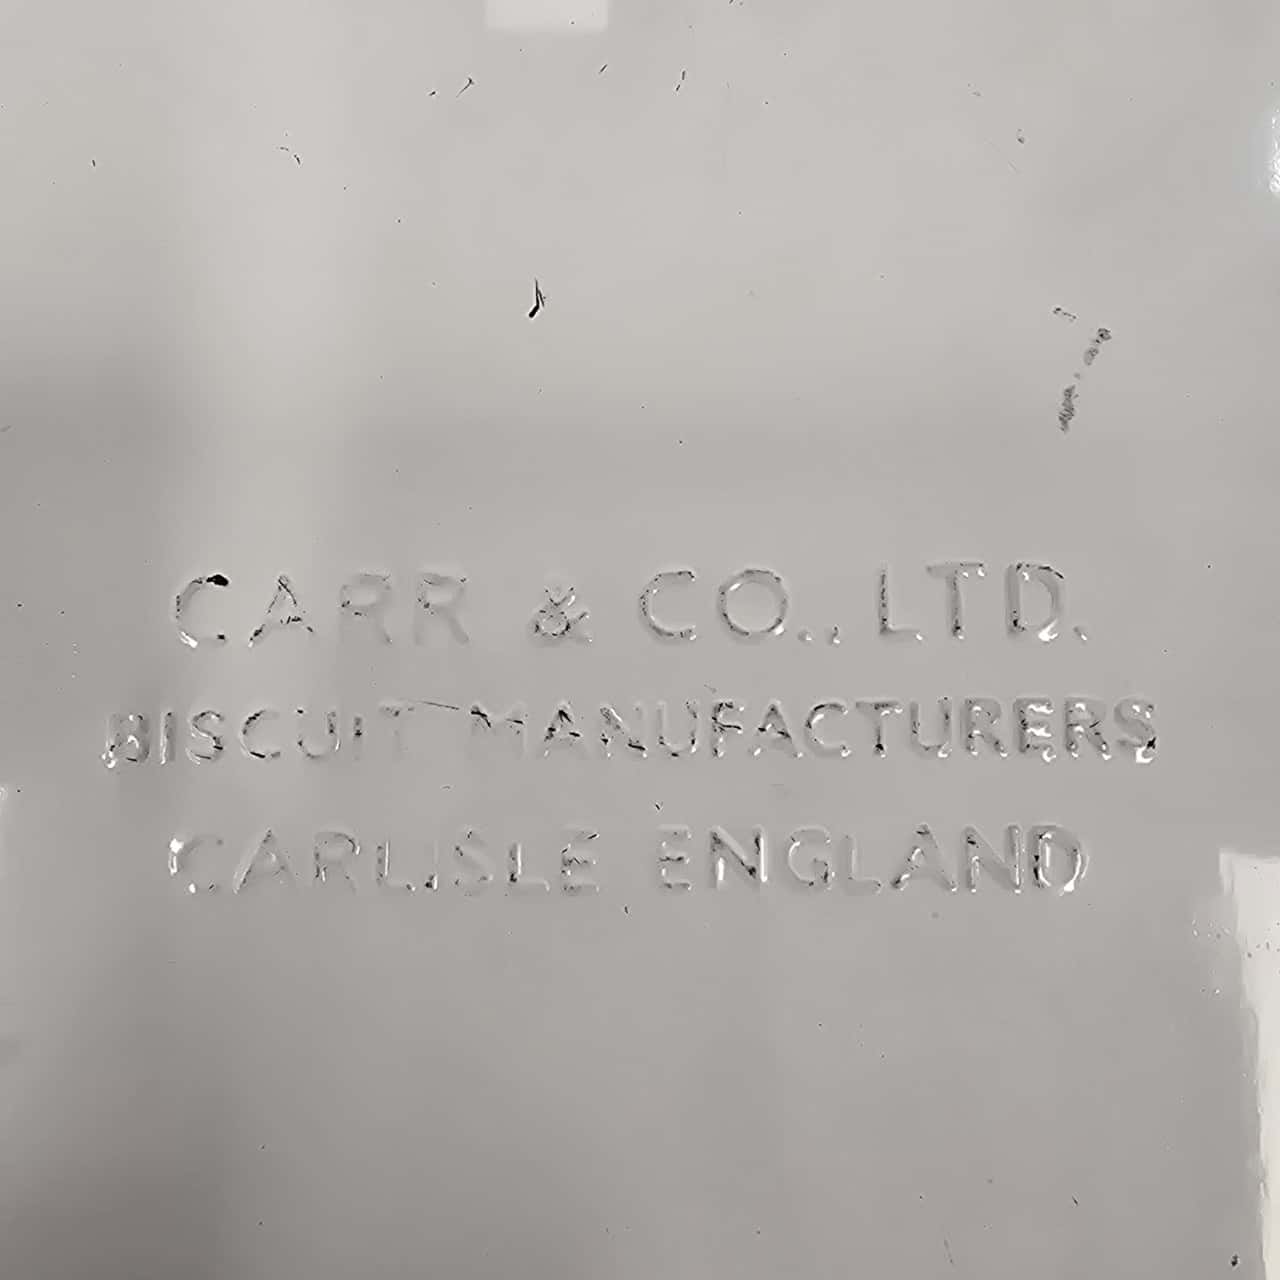 CARR & CO., LTD.
BISCUIT MANUFACTURERS
CARLISLE ENGLAND